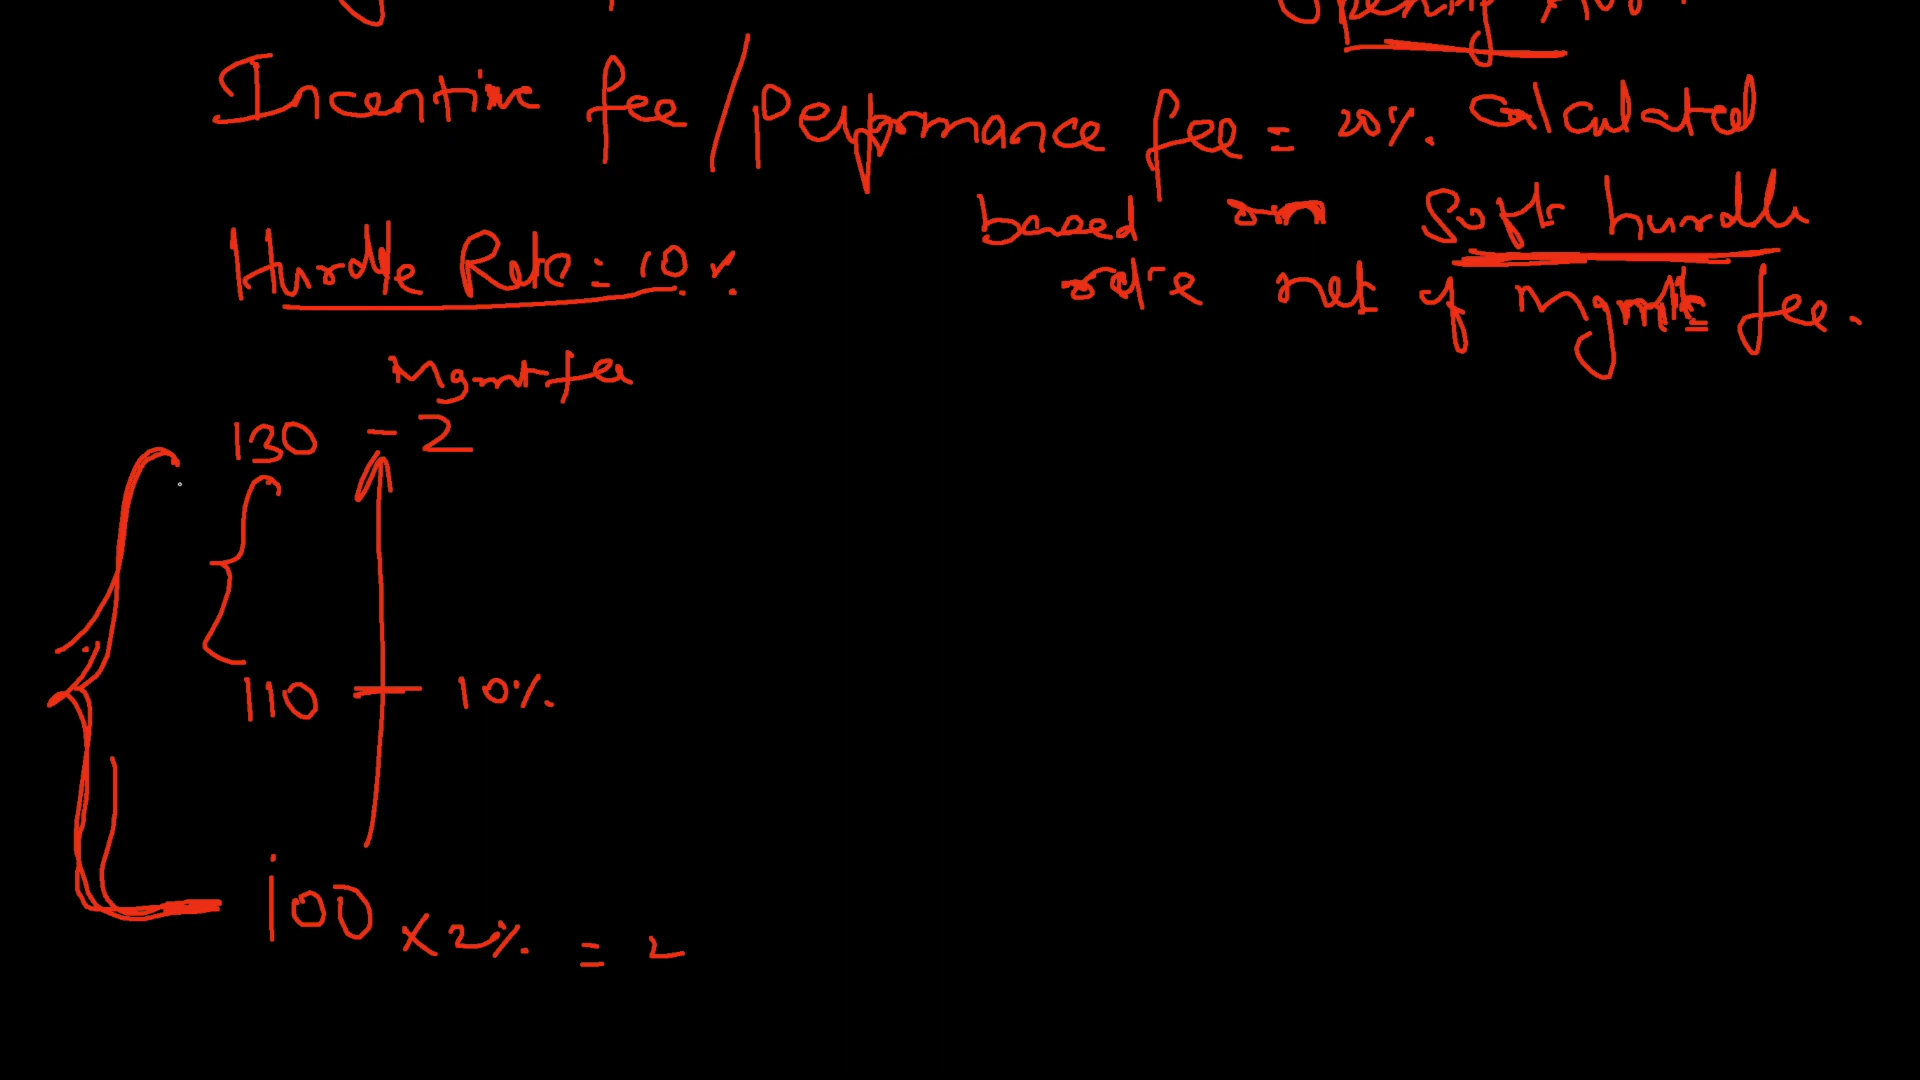 Opening
Incentive fee / Performance fee = 20%. Calculated
based on Soft hurdle
rate net of mgmt fee.
Hurdle Rate = 10%.
mgmt fee
130 - 2
110 10%.
100 x 2%. = 2